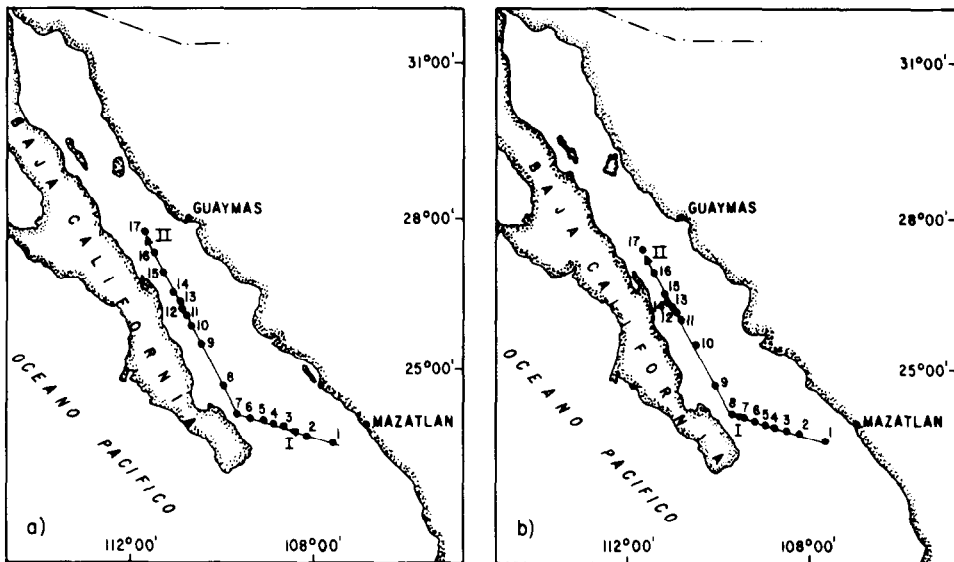 31°00'
BAJA CALIFORNIA
GUAYMAS
28°00'
17
II
16
15
14
13
12
11
10
9
25°00'
8
7 6 5 4 3 2 1
I
MAZATLAN
OCEANO PACIFICO
a)
112°00'
108°00'
31°00'
BAJA CALIFORNIA
GUAYMAS
28°00'
17
II
16
15
13
14
12
11
10
25°00'
9
8 7 6 5 4 3 2 1
I
MAZATLAN
OCEANO PACIFICO
b)
112°00'
108°00'